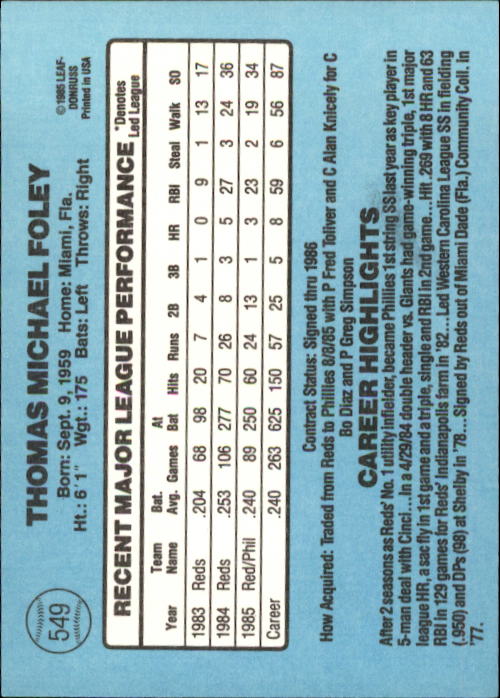 549
THOMAS MICHAEL FOLEY
Born: Sept. 9, 1959 Home: Miami, Fla.
Ht.: 6'1" Wgt.: 175 Bats: Left Throws: Right
©1985 LEAF-
DONRUSS
Printed in USA
RECENT MAJOR LEAGUE PERFORMANCE
*Denotes
Led League
Team Bat. At
Year Name Avg. Games Bat Hits Runs 2B 3B HR RBI Steal Walk SO
1983 Reds .204 68 98 20 7 4 1 0 9 1 13 17
1984 Reds .253 106 277 70 26 8 3 5 27 3 24 36
1985 Red/Phil .240 89 250 60 24 13 1 3 23 2 19 34
Career .240 263 625 150 57 25 5 8 59 6 56 87
Contract Status: Signed thru 1986
How Acquired: Traded from Reds to Phillies 8/8/85 with P Fred Toliver and C Alan Knicely for C
Bo Diaz and P Greg Simpson
CAREER HIGHLIGHTS
After 2 seasons as Reds' No. 1 utility infielder, became Phillies 1st string SS last year as key player in
5-man deal with Cinci...In a 4/29/84 double header vs. Giants had game-winning triple, 1st major
league HR, a sac fly in 1st game and a triple, single and RBI in 2nd game...Hit .269 with 8 HR and 63
RBI in 129 games for Reds' Indianapolis farm in '82...Led Western Carolina League SS in fielding
(.950) and DPs (98) at Shelby in '78...Signed by Reds out of Miami Dade (Fla.) Community Coll. in
'77.